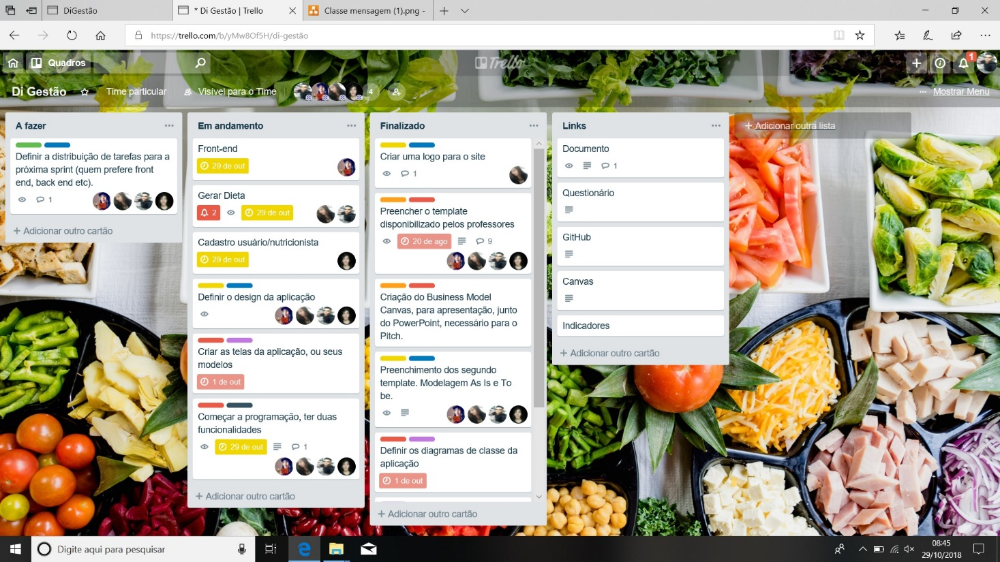 DiGestão
* Di Gestão | Trello
Classe mensagem (1).png -
https://trello.com/b/yMw8Of5H/di-gestão
Quadros
Trello
1
Di Gestão
Time particular
Visível para o Time
4
Mostrar Menu
A fazer
Definir a distribuição de tarefas para a
próxima sprint (quem prefere front
end, back end etc).
1
+ Adicionar outro cartão
Em andamento
Front-end
29 de out
Gerar Dieta
2
29 de out
Cadastro usuário/nutricionista
29 de out
Definir o design da aplicação
Criar as telas da aplicação, ou seus
modelos
1 de out
Começar a programação, ter duas
funcionalidades
29 de out
1
+ Adicionar outro cartão
Finalizado
Criar uma logo para o site
1
Preencher o template
disponibilizado pelos professores
20 de ago
9
Criação do Business Model
Canvas, para apresentação, junto
do PowerPoint, necessário para o
Pitch.
Preenchimento dos segundo
template. Modelagem As Is e To
be.
Definir os diagramas de classe da
aplicação
1 de out
+ Adicionar outro cartão
Links
Documento
1
Questionário
GitHub
Canvas
Indicadores
+ Adicionar outro cartão
+ Adicionar outra lista
Digite aqui para pesquisar
08:45
29/10/2018